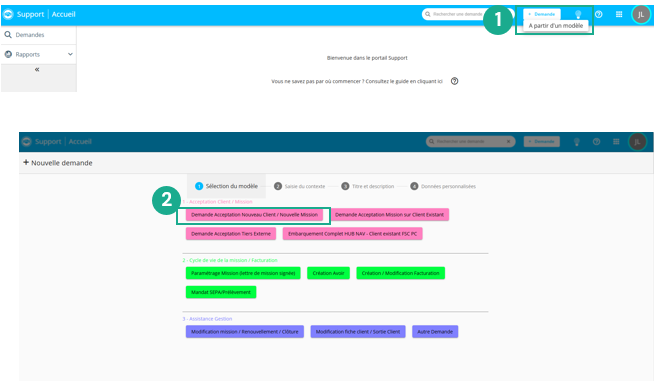 Support | Accueil
Rechercher une demande
1
+ Demande
JL
A partir d'un modèle
Demandes
Rapports
Bienvenue dans le portail Support
Vous ne savez pas par où commencer ? Consultez le guide en cliquant ici
Support | Accueil
Rechercher une demande
+ Demande
JL
+ Nouvelle demande
1 Sélection du modèle
2 Saisie du contexte
3 Titre et description
4 Données personnalisées
2
1 - Acceptation Client / Mission
Demande Acceptation Nouveau Client / Nouvelle Mission
Demande Acceptation Mission sur Client Existant
Demande Acceptation Tiers Externe
Embarquement Complet HUB NAV - Client existant FSC PC
2 - Cycle de vie de la mission / Facturation
Paramétrage Mission (lettre de mission signée)
Création Avoir
Création / Modification Facturation
Mandat SEPA/Prélèvement
3 - Assistance Gestion
Modification mission / Renouvellement / Clôture
Modification fiche client / Sortie Client
Autre Demande